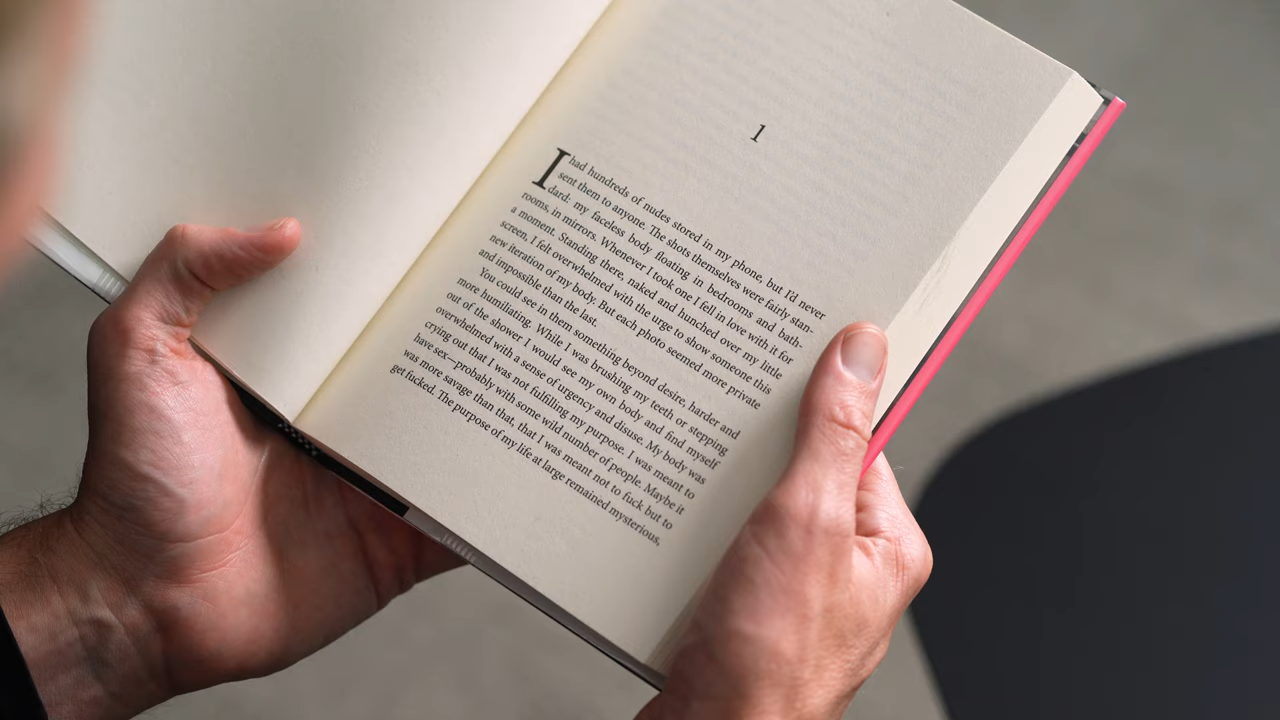 1
I had hundreds of nudes stored in my phone, but I'd never
sent them to anyone. The shots themselves were fairly stan-
dard: my faceless body floating in bedrooms and bath-
rooms, in mirrors. Whenever I took one I fell in love with it for
a moment. Standing there, naked and hunched over my little
screen, I felt overwhelmed with the urge to show someone this
new iteration of my body. But each photo seemed more private
and impossible than the last.
You could see in them something beyond desire, harder and
more humiliating. While I was brushing my teeth or stepping
out of the shower, I would see my own body and find myself
overwhelmed with a sense of urgency and disuse. My body was
crying out that I was not fulfilling my purpose. I was meant to
have sex—probably with some wild number of people. Maybe it
was more savage than that, that I was meant not to fuck but to
get fucked. The purpose of my life at large remained mysterious,